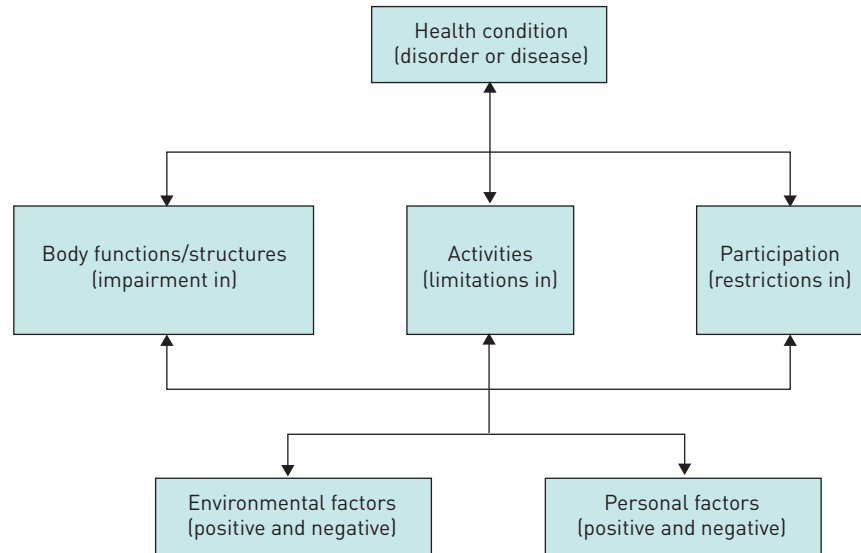 Health condition
(disorder or disease)
Body functions/structures
(impairment in)
Activities
(limitations in)
Participation
(restrictions in)
Environmental factors
(positive and negative)
Personal factors
(positive and negative)